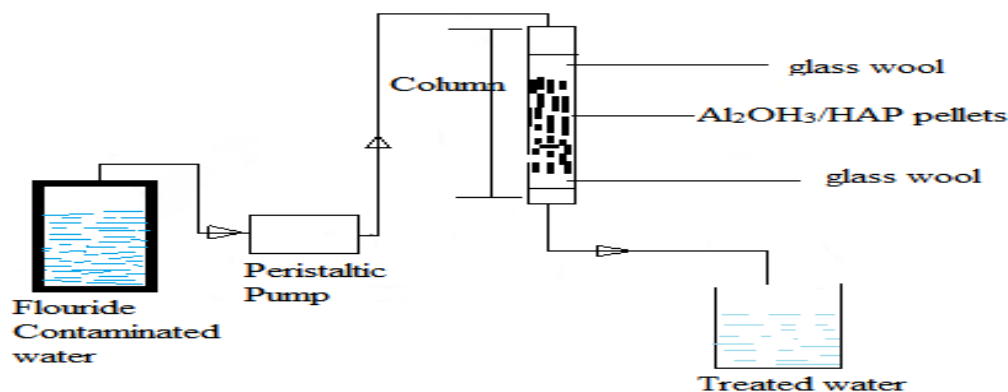 Column
glass wool
Al₂OH₃/HAP pellets
glass wool
Peristaltic
Pump
Flouride
Contaminated
water
Treated water